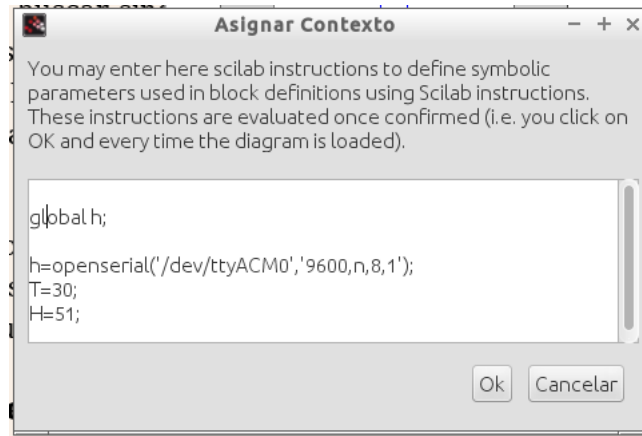 Asignar Contexto
You may enter here scilab instructions to define symbolic
parameters used in block definitions using Scilab instructions.
These instructions are evaluated once confirmed (i.e. you click on
OK and every time the diagram is loaded).
global h;
h=openserial('/dev/ttyACM0','9600,n,8,1');
T=30;
H=51;
Ok Cancelar